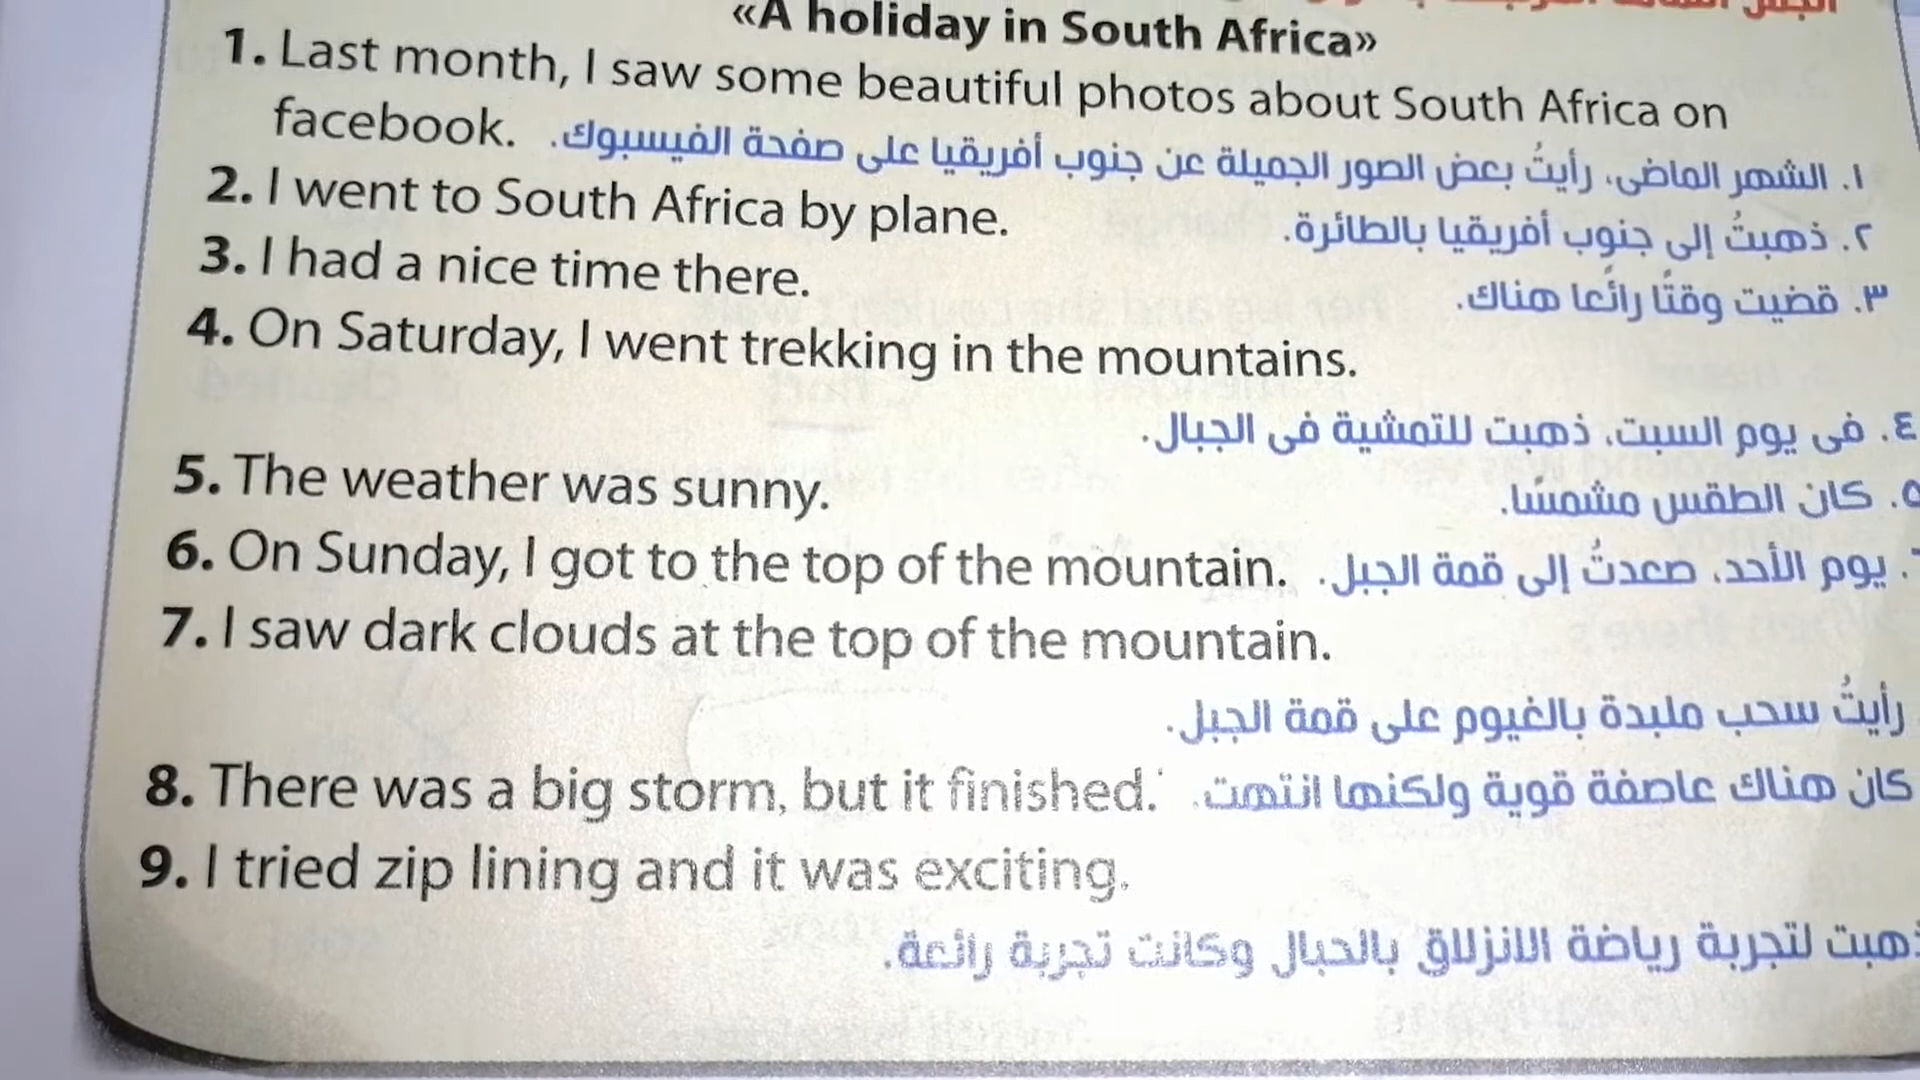 «A holiday in South Africa»
1. Last month, I saw some beautiful photos about South Africa on
facebook.
١. الشهر الماضى، رأيتُ بعض الصور الجميلة عن جنوب أفريقيا على صفحة الفيسبوك.
2. I went to South Africa by plane.
٢. ذهبتُ إلى جنوب أفريقيا بالطائرة.
3. I had a nice time there.
٣. قضيت وقتًا رائعًا هناك.
4. On Saturday, I went trekking in the mountains.
٤. فى يوم السبت، ذهبت للتمشية فى الجبال.
5. The weather was sunny.
٥. كان الطقس مشمسًا.
6. On Sunday, I got to the top of the mountain.
يوم الأحد، صعدتُ إلى قمة الجبل.
7. I saw dark clouds at the top of the mountain.
رأيتُ سحب ملبدة بالغيوم على قمة الجبل.
8. There was a big storm, but it finished.
كان هناك عاصفة قوية ولكنها انتهت.
9. I tried zip lining and it was exciting.
ذهبت لتجربة رياضة الانزلاق بالحبال وكانت تجربة رائعة.